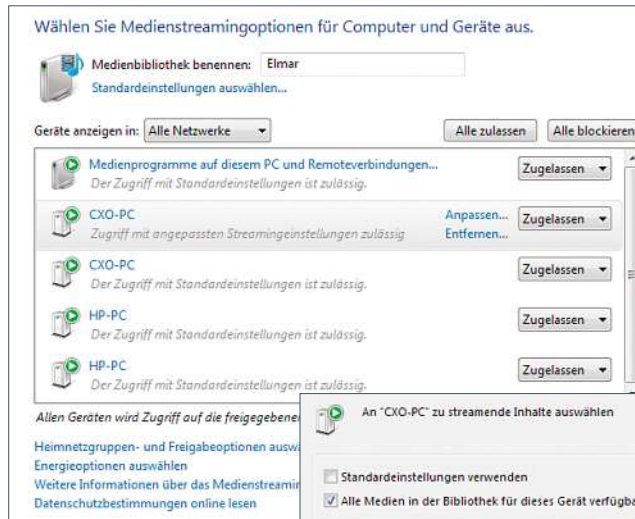 Wählen Sie Medienstreamingoptionen für Computer und Geräte aus.
Medienbibliothek benennen: Elmar
Standardeinstellungen auswählen...
Geräte anzeigen in: Alle Netzwerke Alle zulassen Alle blockieren
Medienprogramme auf diesem PC und Remoteverbindungen... Zugelassen
Der Zugriff mit Standardeinstellungen ist zulässig.
CXO-PC Anpassen... Zugelassen
Zugriff mit angepassten Streamingeinstellungen zulässig Entfernen...
CXO-PC Zugelassen
Der Zugriff mit Standardeinstellungen ist zulässig.
HP-PC Zugelassen
Der Zugriff mit Standardeinstellungen ist zulässig.
HP-PC Zugelassen
Der Zugriff mit Standardeinstellungen ist zulässig.
Allen Geräten wird Zugriff auf die freigegebene
Heimnetzgruppen- und Freigabeoptionen ausw
Energieoptionen auswählen
Weitere Informationen über das Medienstreami
Datenschutzbestimmungen online lesen
An "CXO-PC" zu streamende Inhalte auswählen
Standardeinstellungen verwenden
Alle Medien in der Bibliothek für dieses Gerät verfügba